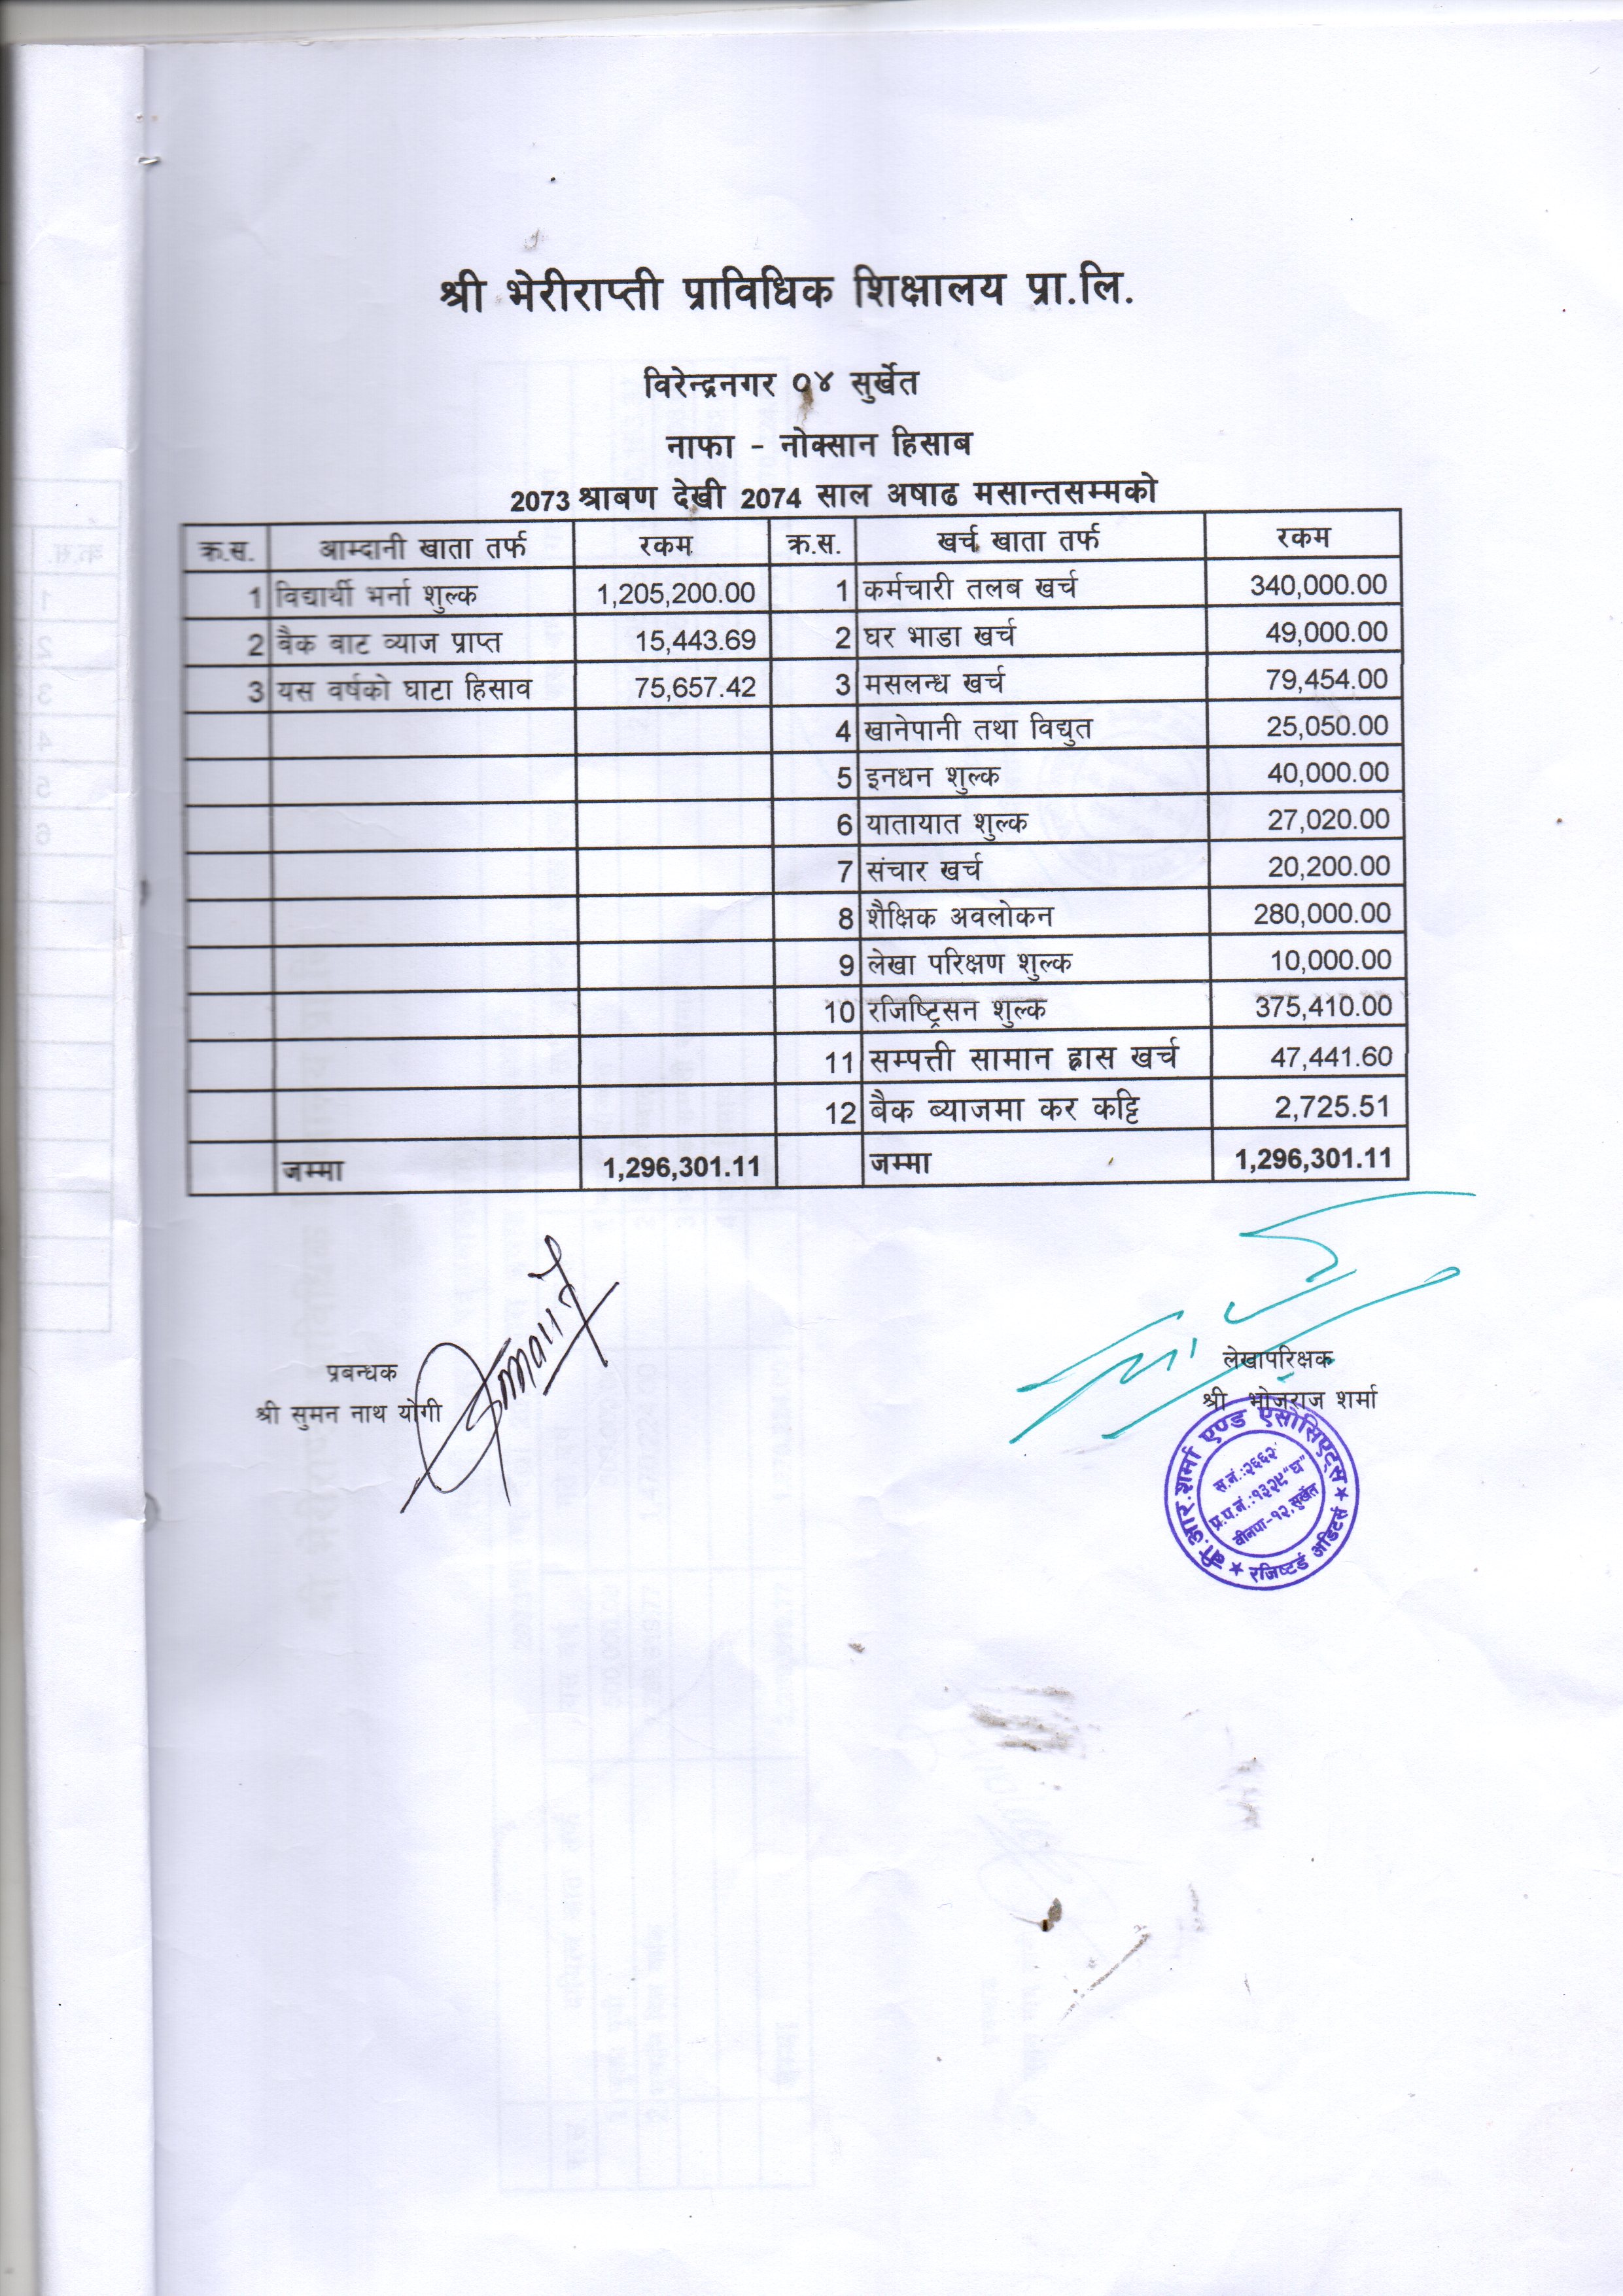 श्री भेरीराप्ती प्राविधिक शिक्षालय प्रा.लि.
विरेन्द्रनगर ०४ सुर्खेत
नाफा - नोक्सान हिसाब
2073 श्राबण देखी 2074 साल अषाढ मसान्तसम्मको
क्र.स. आम्दानी खाता तर्फ रकम क्र.स. खर्च खाता तर्फ रकम
1 विद्यार्थी भर्ना शुल्क 1,205,200.00 1 कर्मचारी तलब खर्च 340,000.00
2 बैक बाट व्याज प्राप्त 15,443.69 2 घर भाडा खर्च 49,000.00
3 यस वर्षको घाटा हिसाव 75,657.42 3 मसलन्ध खर्च 79,454.00
4 खानेपानी तथा विद्युत 25,050.00
5 इनधन शुल्क 40,000.00
6 यातायात शुल्क 27,020.00
7 संचार खर्च 20,200.00
8 शैक्षिक अवलोकन 280,000.00
9 लेखा परिक्षण शुल्क 10,000.00
10 रजिष्ट्रिसन शुल्क 375,410.00
11 सम्पत्ती सामान ह्रास खर्च 47,441.60
12 बैक ब्याजमा कर कट्टि 2,725.51
जम्मा 1,296,301.11 जम्मा 1,296,301.11
प्रबन्धक
श्री सुमन नाथ योगी
लेखापरिक्षक
श्री भोजराज शर्मा
बी.आर.शर्मा एण्ड एसोसिएट्स
स.नं.:२६६२
प्र.प.नं.:१३२९"घ"
वीनपा-१२,सुर्खेत
★ रजिष्टर्ड अडिटर्स ★